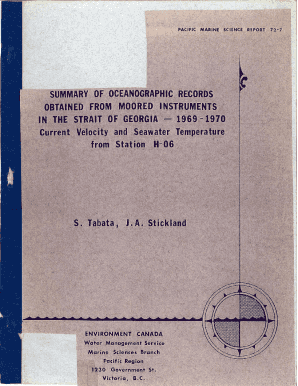 PACIFIC MARINE SCIENCE REPORT 72-7
SUMMARY OF OCEANOGRAPHIC RECORDS
OBTAINED FROM MOORED INSTRUMENTS
IN THE STRAIT OF GEORGIA — 1969-1970
Current Velocity and Seawater Temperature
from Station H-06
S. Tabata, J.A. Stickland
ENVIRONMENT CANADA
Water Management Service
Marine Sciences Branch
Pacific Region
1230 Government St.
Victoria, B.C.